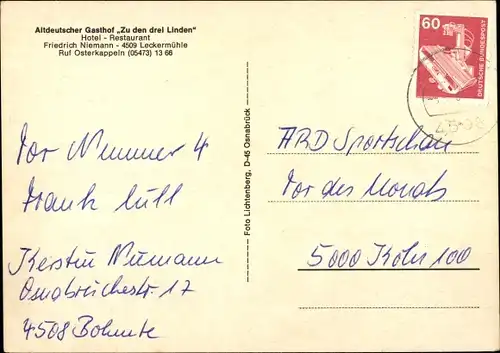 Altdeutscher Gasthof „Zu den drei Linden"
Hotel - Restaurant
Friedrich Niemann - 4509 Leckermühle
Ruf Osterkappeln (05473) 13 66
60
DEUTSCHE BUNDESPOST
Foto Lichtenberg, D-45 Osnabrück
Tor Nummer 4
Frank Mill
Kerstin Niemann
Osnabrückerstr. 17
4508 Bohmte
ARD Sportschau
Tor des Monats
5000 Köln 100